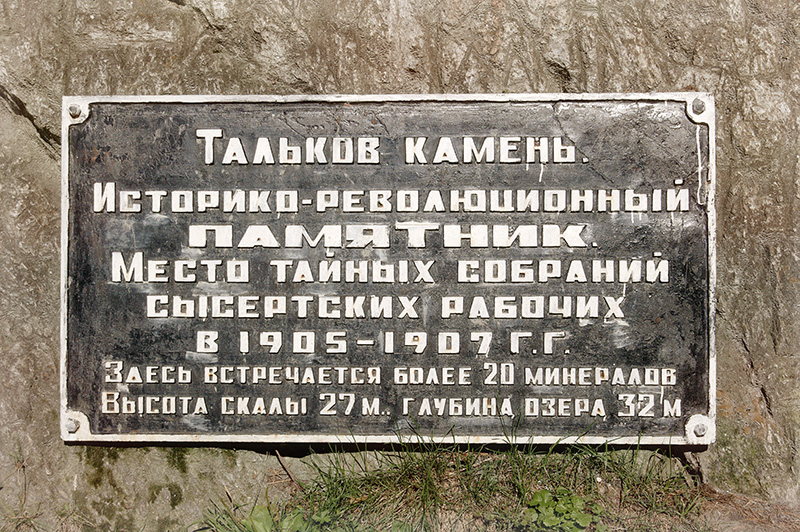 Тальков камень.
Историко-революционный
памятник.
Место тайных собраний
сысертских рабочих
в 1905-1907 г.г.
Здесь встречается более 20 минералов
Высота скалы 27 м., глубина озера 32 м